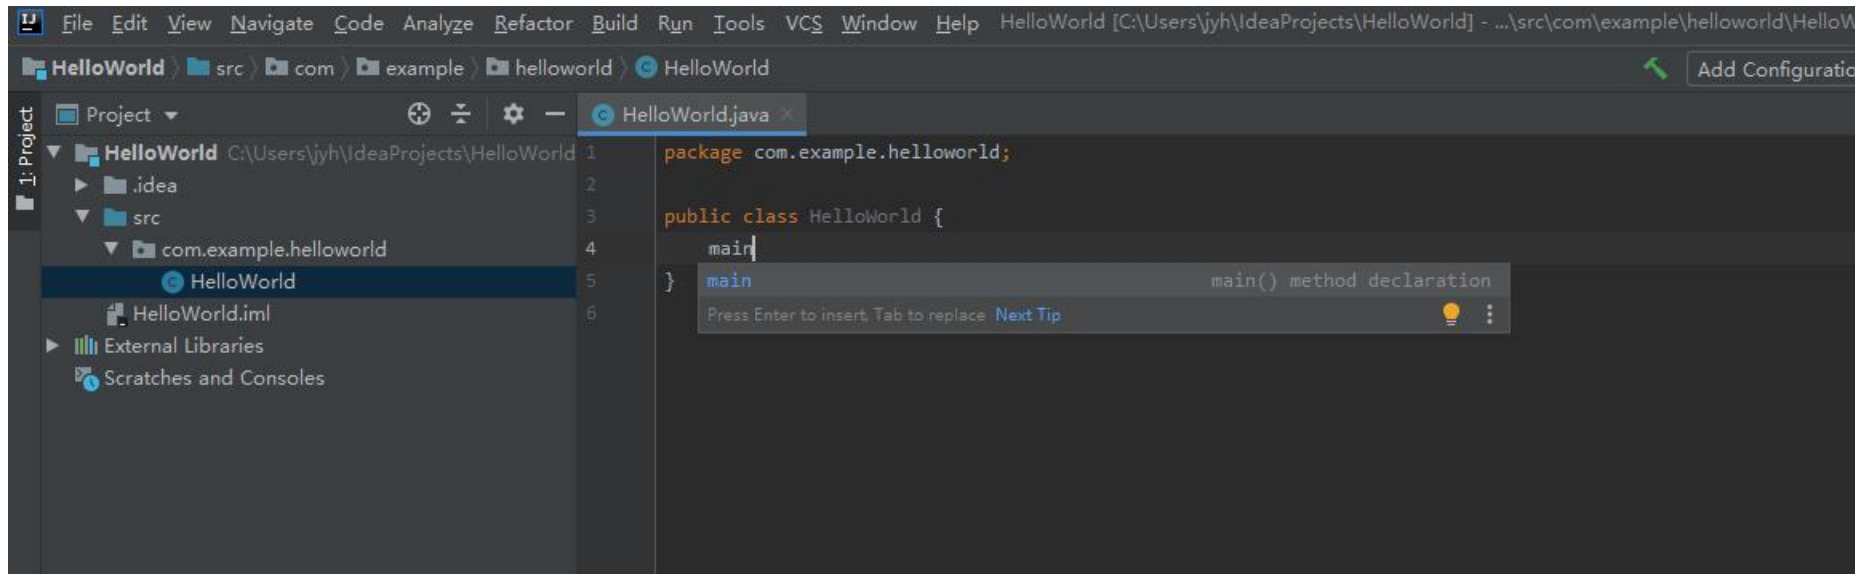 IJ File Edit View Navigate Code Analyze Refactor Build Run Tools VCS Window Help HelloWorld [C:\Users\jyh\IdeaProjects\HelloWorld] - ...\src\com\example\helloworld\HelloW
HelloWorld src com example helloworld C HelloWorld Add Configuratio
1: Project
Project
HelloWorld C:\Users\jyh\IdeaProjects\HelloWorld
.idea
src
com.example.helloworld
C HelloWorld
HelloWorld.iml
External Libraries
Scratches and Consoles
C HelloWorld.java
1 package com.example.helloworld;
2
3 public class HelloWorld {
4 main
5 }
6
main main() method declaration
Press Enter to insert, Tab to replace Next Tip